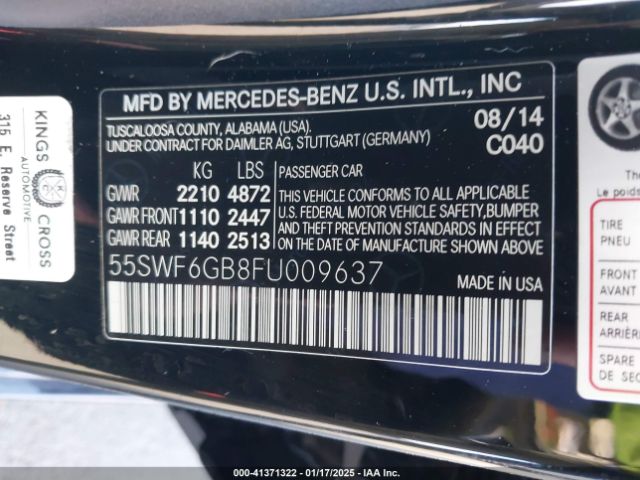 MFD BY MERCEDES-BENZ U.S. INTL., INC
TUSCALOOSA COUNTY, ALABAMA (USA). 08/14
UNDER CONTRACT FOR DAIMLER AG, STUTTGART (GERMANY) C040
KG LBS PASSENGER CAR
GVWR 2210 4872 THIS VEHICLE CONFORMS TO ALL APPLICABLE
GAWR FRONT 1110 2447 U.S. FEDERAL MOTOR VEHICLE SAFETY,BUMPER
AND THEFT PREVENTION STANDARDS IN EFFECT
GAWR REAR 1140 2513 ON THE DATE OF MANUFACTURE SHOWN ABOVE.
55SWF6GB8FU009637
MADE IN USA
KINGS CROSS
AUTOMOTIVE
315 E. Reserve Street
The
Le poids
TIRE
PNEU
FRONT
AVANT
REAR
ARRIÈRE
SPARE
DE SEC
000-41371322 — 01/17/2025 — IAA Inc.